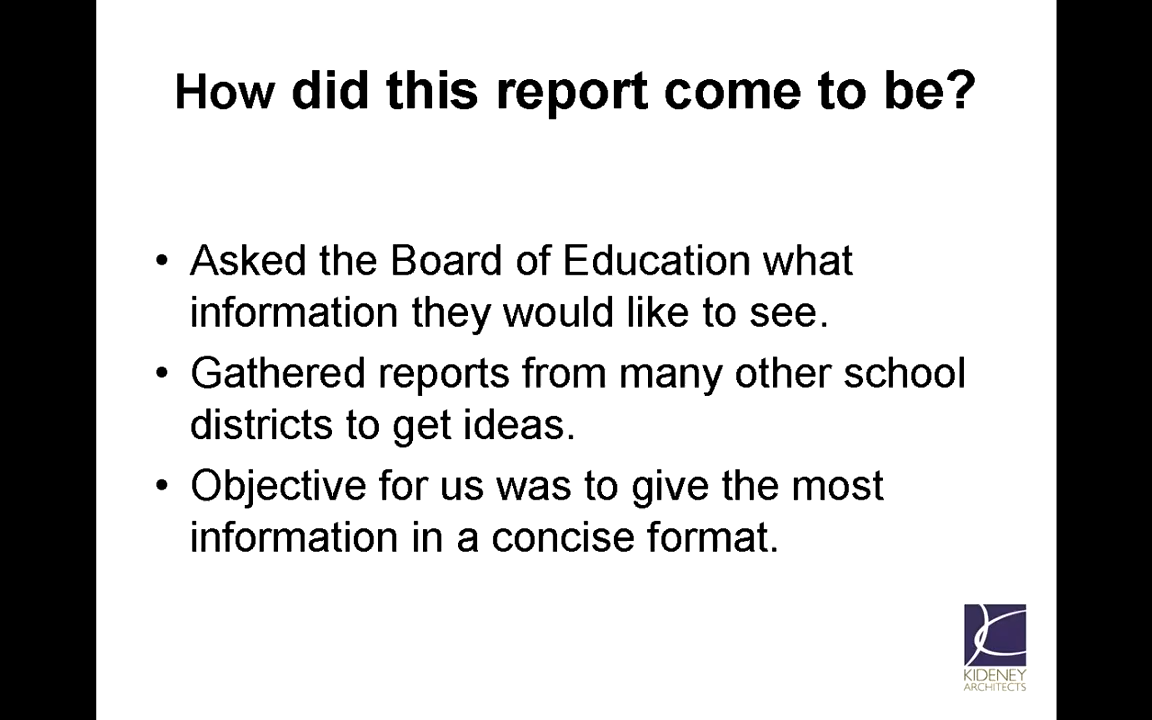 How did this report come to be?
• Asked the Board of Education what
information they would like to see.
• Gathered reports from many other school
districts to get ideas.
• Objective for us was to give the most
information in a concise format.
KIDENEY
ARCHITECTS